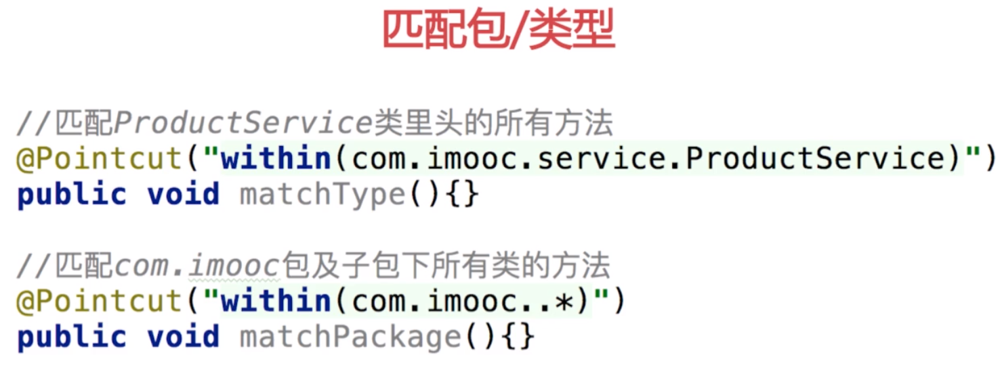 匹配包/类型
//匹配ProductService类里头的所有方法
@Pointcut("within(com.imooc.service.ProductService)")
public void matchType(){}
//匹配com.imooc包及子包下所有类的方法
@Pointcut("within(com.imooc..*)")
public void matchPackage(){}